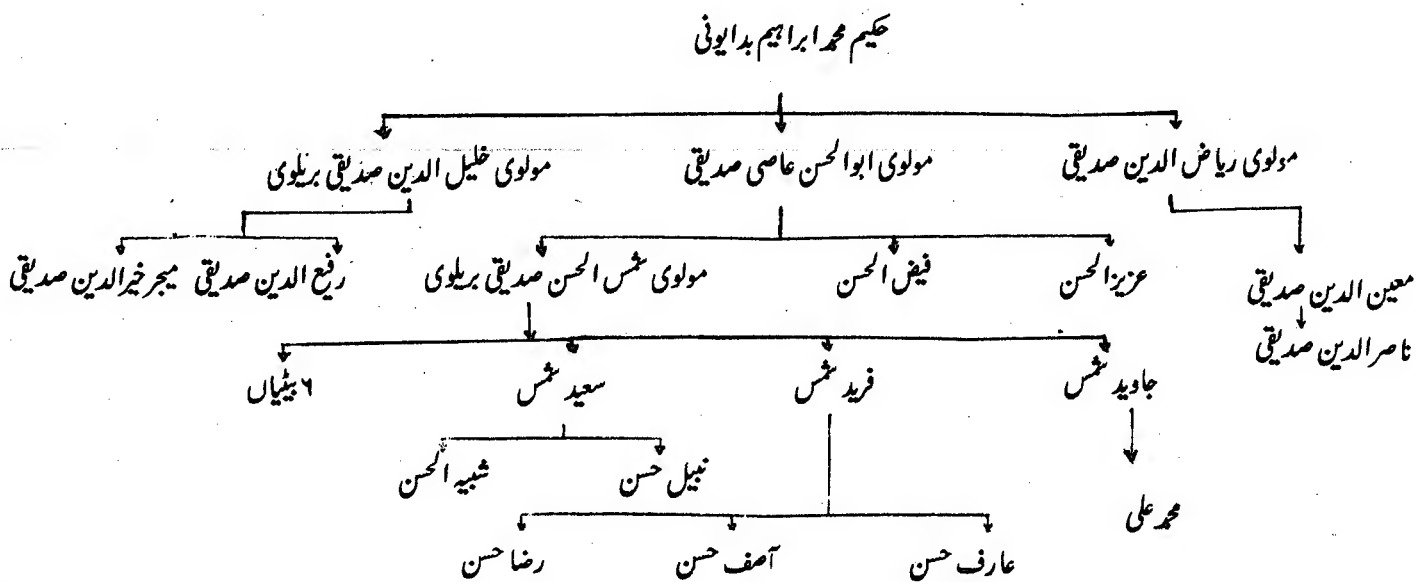 حکیم محمد ابراہیم بدایونی
مولوی ریاض الدین صدیقی مولوی ابوالحسن عاصی صدیقی مولوی خلیل الدین صدیقی بریلوی
معین الدین صدیقی عزیزالحسن فیض الحسن مولوی شمس الحسن صدیقی بریلوی رفیع الدین صدیقی میجر خیرالدین صدیقی
ناصر الدین صدیقی
جاوید شمس فرید شمس سعید شمس ۶ بیٹیاں
نبیل حسن شبیہ الحسن
محمد علی
عارف حسن آصف حسن رضا حسن